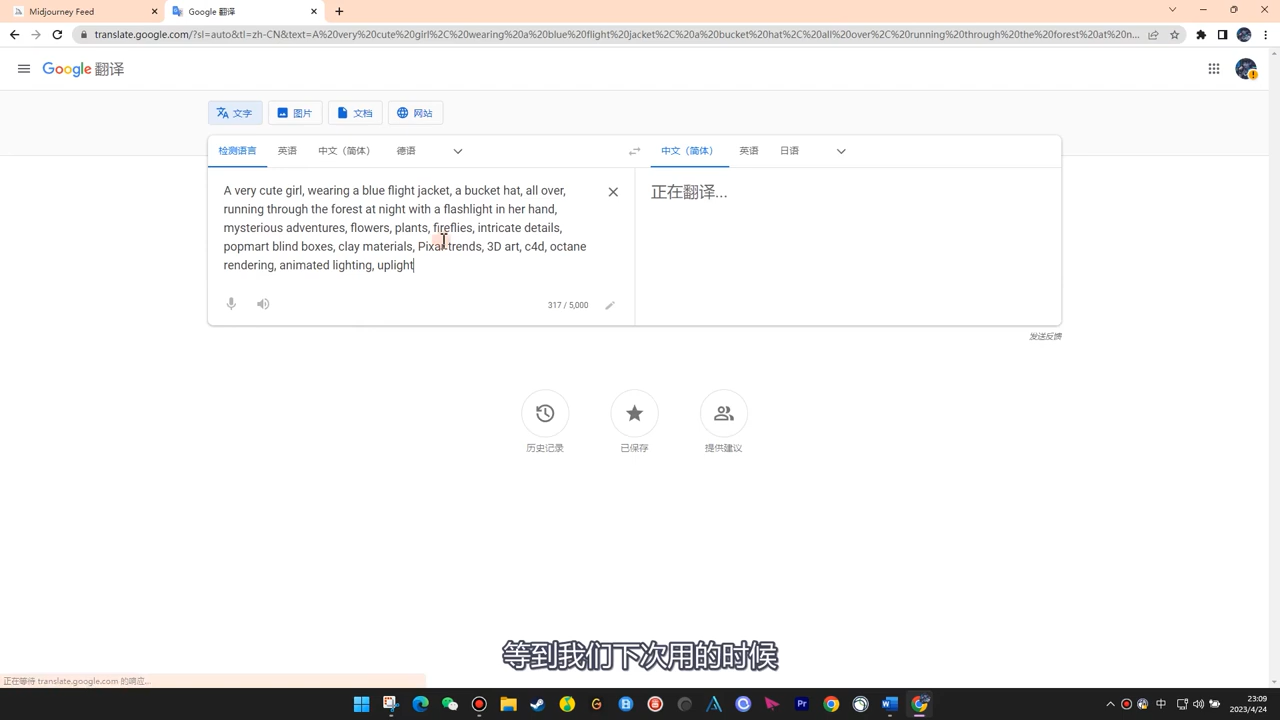 Midjourney Feed
Google 翻译
translate.google.com/?sl=auto&tl=zh-CN&text=A%20very%20cute%20girl%2C%20wearing%20a%20blue%20flight%20jacket%2C%20a%20bucket%20hat%2C%20all%20over%2C%20running%20through%20the%20forest%20at%20n...
Google 翻译
文字
图片
文档
网站
检测语言
英语
中文（简体）
德语
中文（简体）
英语
日语
A very cute girl, wearing a blue flight jacket, a bucket hat, all over,
running through the forest at night with a flashlight in her hand,
mysterious adventures, flowers, plants, fireflies, intricate details,
popmart blind boxes, clay materials, Pixar trends, 3D art, c4d, octane
rendering, animated lighting, uplight
正在翻译...
317 / 5,000
发送反馈
历史记录
已保存
提供建议
等到我们下次用的时候
正在等待 translate.google.com 的响应...
中
23:09
2023/4/24